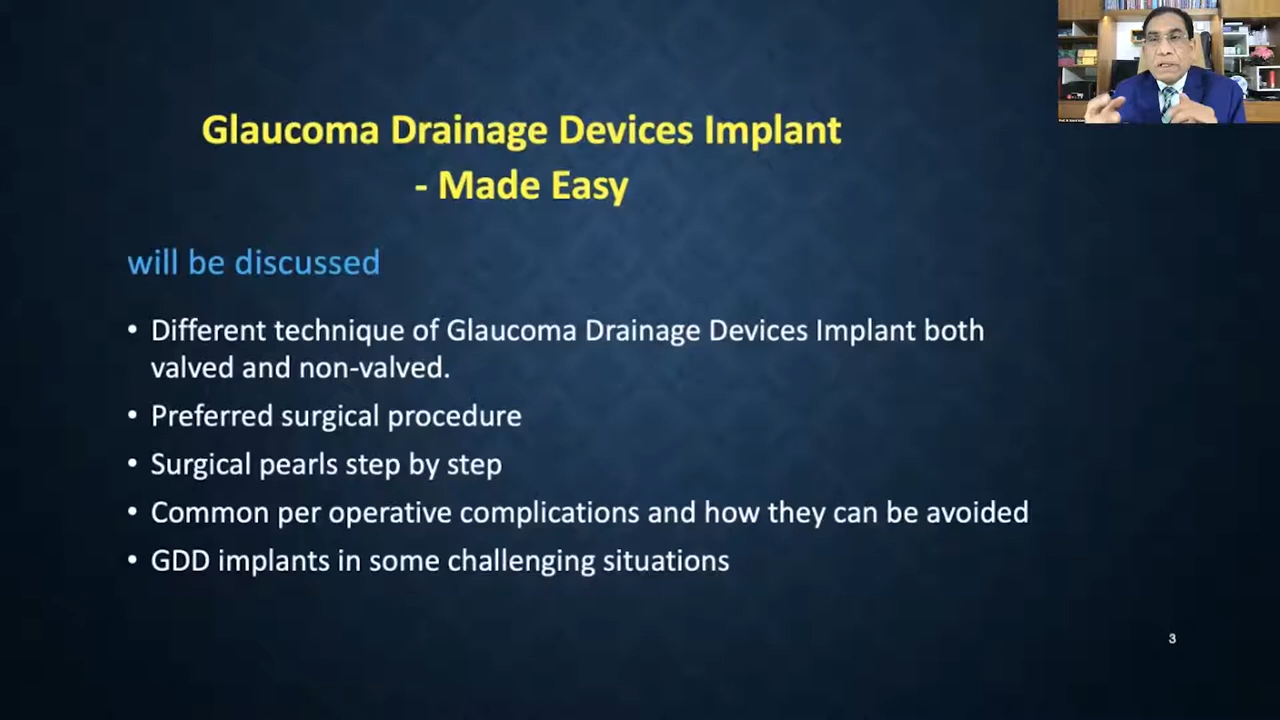 Glaucoma Drainage Devices Implant
- Made Easy
will be discussed
• Different technique of Glaucoma Drainage Devices Implant both
valved and non-valved.
• Preferred surgical procedure
• Surgical pearls step by step
• Common per operative complications and how they can be avoided
• GDD implants in some challenging situations
3